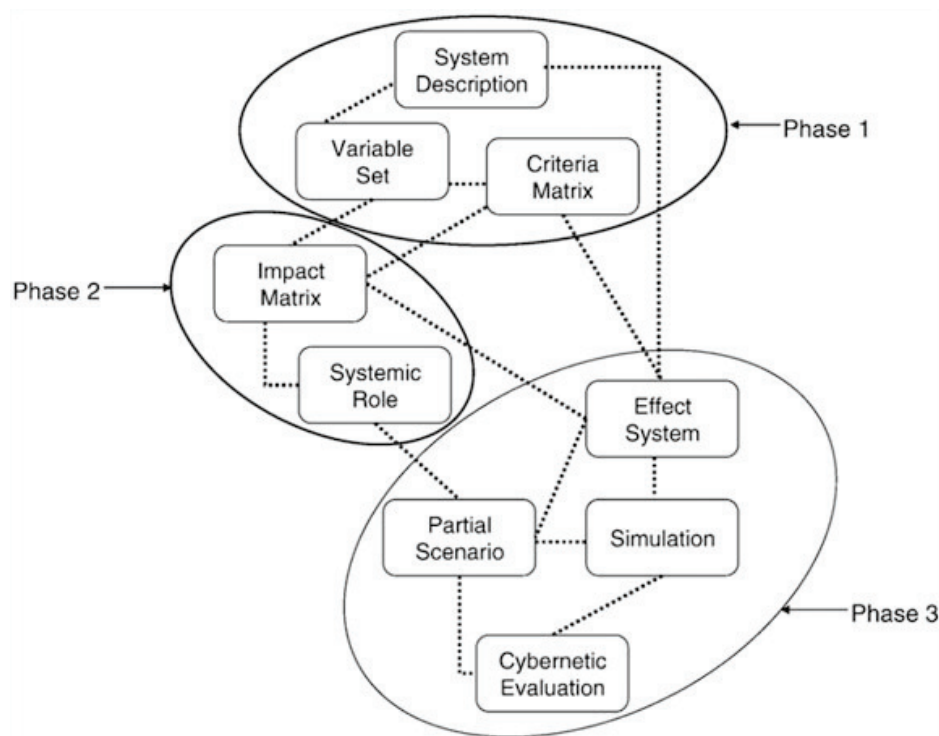 System
Description
Phase 1
Variable
Set
Criteria
Matrix
Impact
Matrix
Phase 2
Systemic
Role
Effect
System
Partial
Scenario
Simulation
Phase 3
Cybernetic
Evaluation